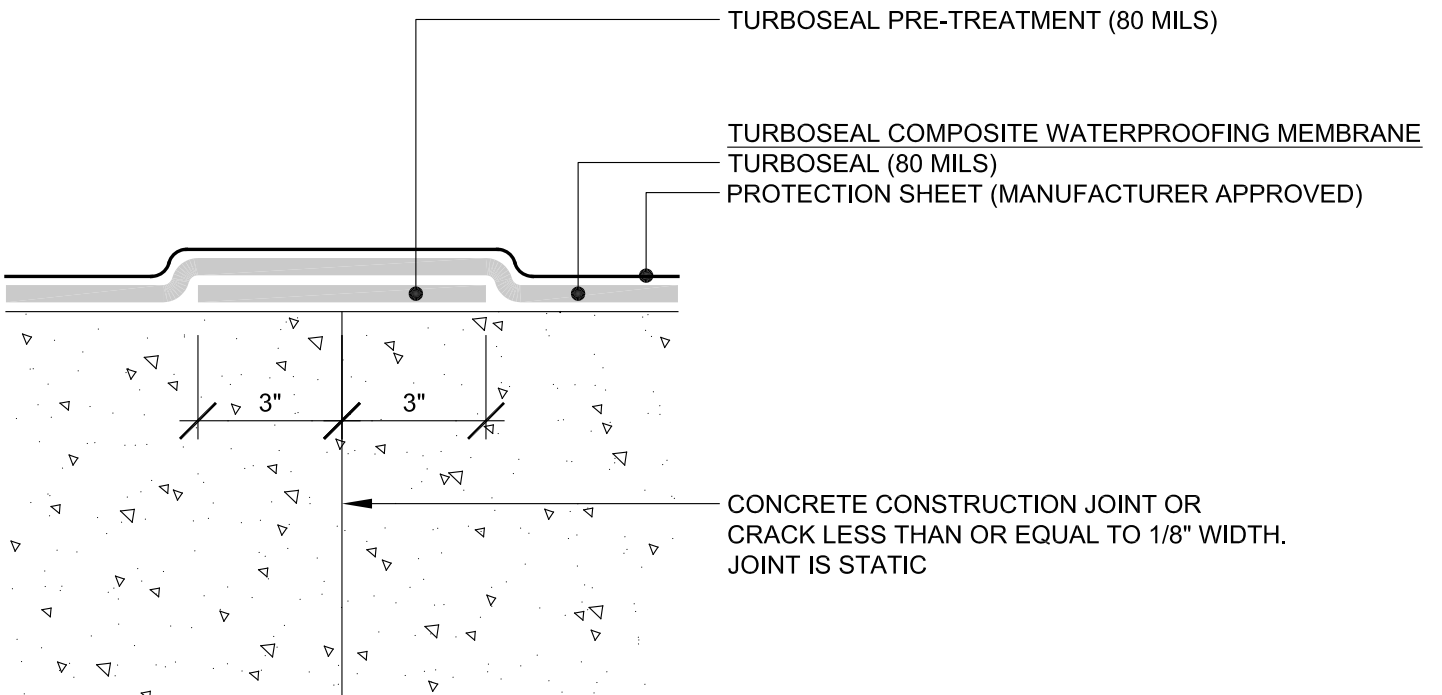 TURBOSEAL PRE-TREATMENT (80 MILS)
TURBOSEAL COMPOSITE WATERPROOFING MEMBRANE
TURBOSEAL (80 MILS)
PROTECTION SHEET (MANUFACTURER APPROVED)
3" 3"
CONCRETE CONSTRUCTION JOINT OR
CRACK LESS THAN OR EQUAL TO 1/8" WIDTH.
JOINT IS STATIC